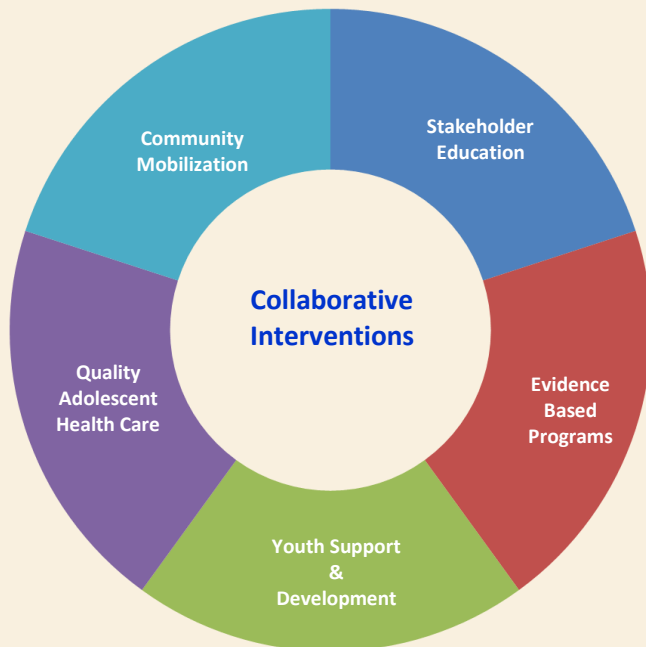 Community
Mobilization
Stakeholder
Education
Collaborative
Interventions
Quality
Adolescent
Health Care
Evidence
Based
Programs
Youth Support
&
Development